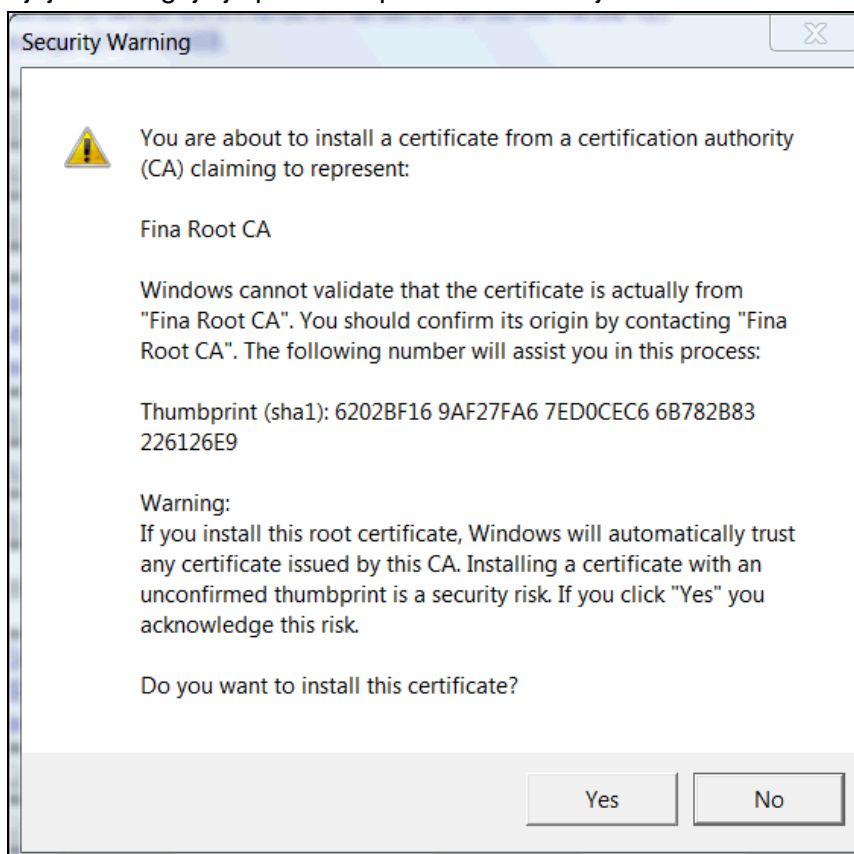 Security Warning
You are about to install a certificate from a certification authority
(CA) claiming to represent:
Fina Root CA
Windows cannot validate that the certificate is actually from
"Fina Root CA". You should confirm its origin by contacting "Fina
Root CA". The following number will assist you in this process:
Thumbprint (sha1): 6202BF16 9AF27FA6 7ED0CEC6 6B782B83
226126E9
Warning:
If you install this root certificate, Windows will automatically trust
any certificate issued by this CA. Installing a certificate with an
unconfirmed thumbprint is a security risk. If you click "Yes" you
acknowledge this risk.
Do you want to install this certificate?
Yes
No